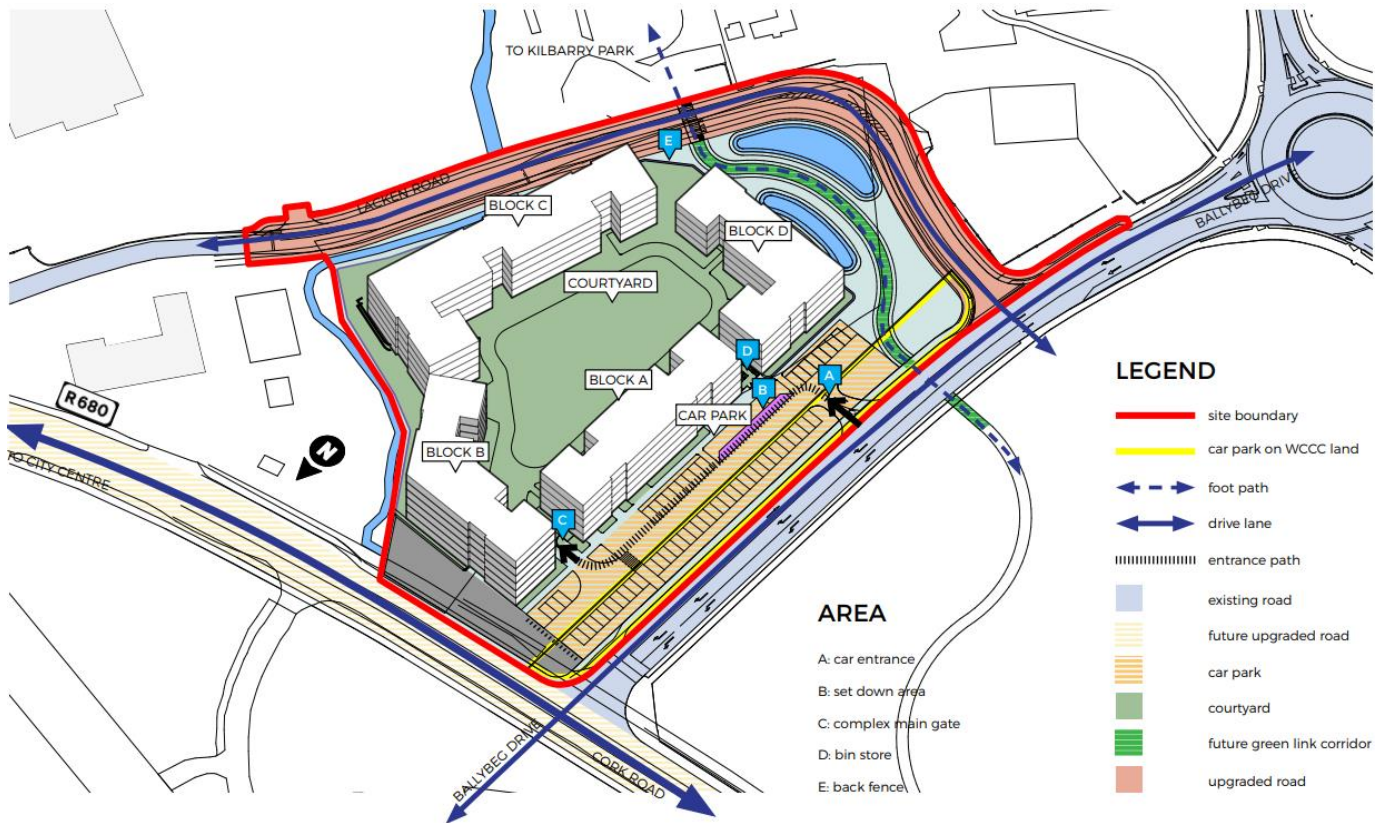 TO KILBARRY PARK
E
LACKEN ROAD
BLOCK C
BLOCK D
BALLYBEG DRIVE
COURTYARD
D
A
B
BLOCK A
CAR PARK
R680
N
BLOCK B
TO CITY CENTRE
C
BALLYBEG DRIVE
CORK ROAD
AREA
A: car entrance
B: set down area
C: complex main gate
D: bin store
E: back fence
LEGEND
site boundary
car park on WCCC land
foot path
drive lane
entrance path
existing road
future upgraded road
car park
courtyard
future green link corridor
upgraded road